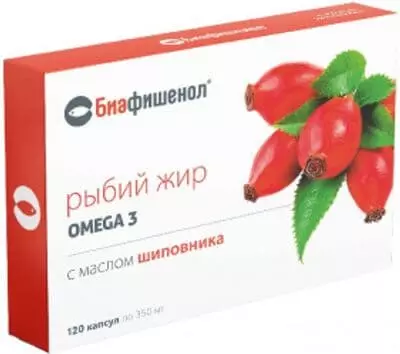 Биафишенол®
рыбий жир
OMEGA 3
с маслом шиповника
120 капсул по 350 мг